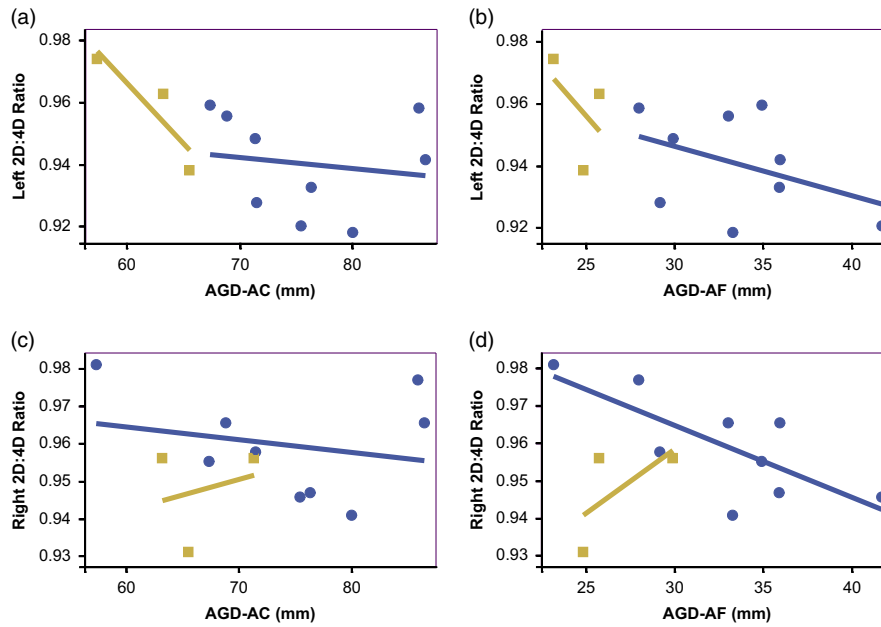 (a)
0.98
0.96
0.94
0.92
Left 2D:4D Ratio
60 70 80
AGD-AC (mm)
(b)
0.98
0.96
0.94
0.92
Left 2D:4D Ratio
25 30 35 40
AGD-AF (mm)
(c)
0.98
0.97
0.96
0.95
0.94
0.93
Right 2D:4D Ratio
60 70 80
AGD-AC (mm)
(d)
0.98
0.97
0.96
0.95
0.94
0.93
Right 2D:4D Ratio
25 30 35 40
AGD-AF (mm)